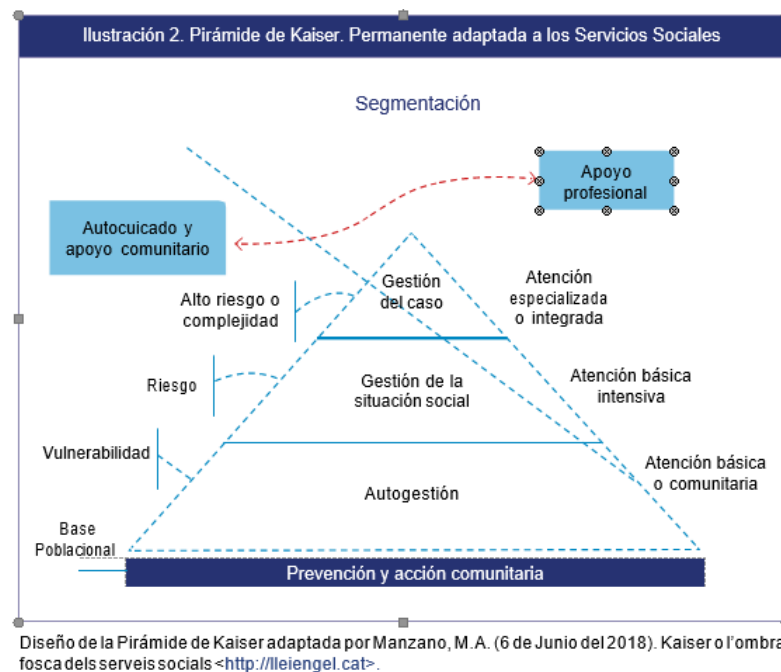 Ilustración 2. Pirámide de Kaiser. Permanente adaptada a los Servicios Sociales
Segmentación
Apoyo
profesional
Autocuicado y
apoyo comunitario
Gestión
del caso
Atención
especializada
o integrada
Alto riesgo o
complejidad
Riesgo
Gestión de la
situación social
Atención básica
intensiva
Vulnerabilidad
Autogestión
Atención básica
o comunitaria
Base
Poblacional
Prevención y acción comunitaria
Diseño de la Pirámide de Kaiser adaptada por Manzano, M.A. (6 de Junio del 2018). Kaiser o l'ombra
fosca dels serveis socials <http://lleiengel.cat>.